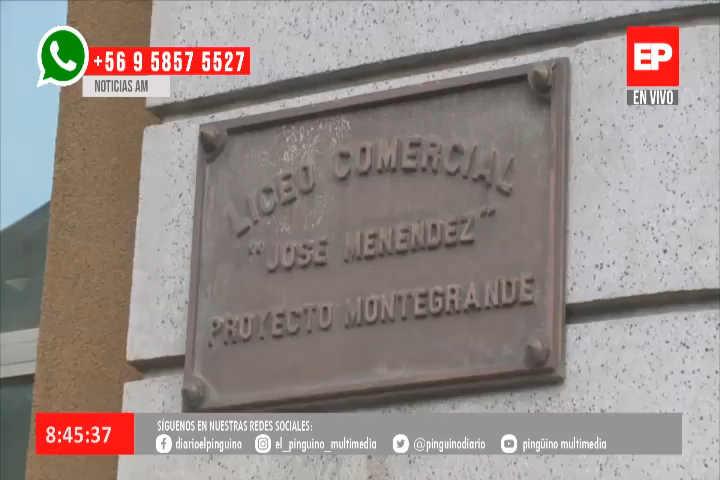 +56 9 5857 5527
NOTICIAS AM
EP
EN VIVO
LICEO COMERCIAL
"JOSE MENENDEZ"
PROYECTO MONTEGRANDE
8:45:37
SÍGUENOS EN NUESTRAS REDES SOCIALES:
diarioelpinguino el_pinguino_multimedia @pinguinodiario pingüino multimedia